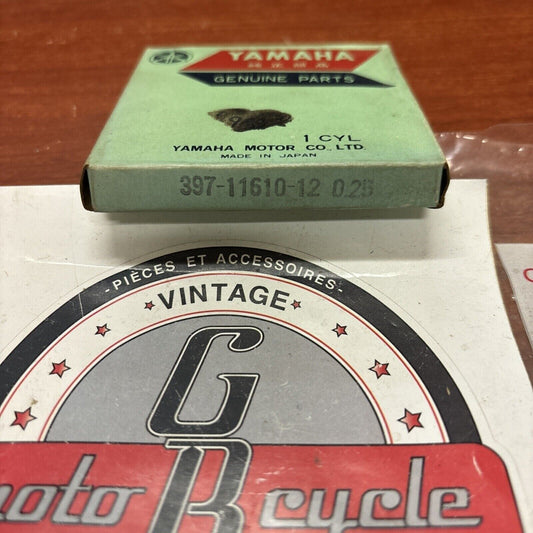 YAMAHA
GENUINE PARTS
1 CYL
YAMAHA MOTOR CO., LTD.
MADE IN JAPAN
397-11610-12 0.25
-PIÈCES ET ACCESSOIRES-
VINTAGE
G
B
moto cycle